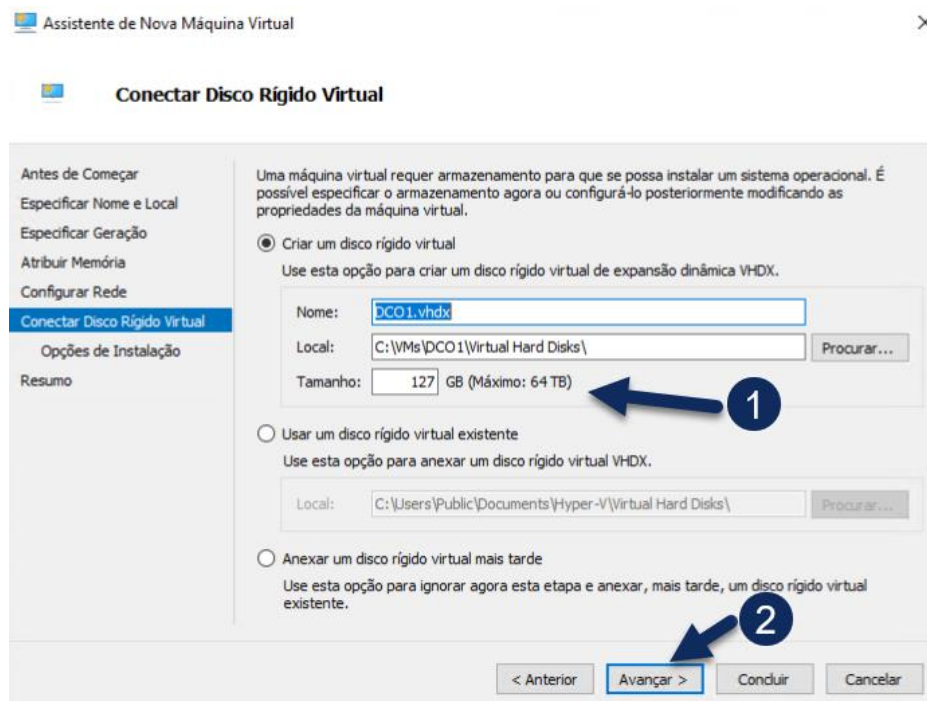 Assistente de Nova Máquina Virtual
Conectar Disco Rígido Virtual
Antes de Começar
Especificar Nome e Local
Especificar Geração
Atribuir Memória
Configurar Rede
Conectar Disco Rígido Virtual
Opções de Instalação
Resumo
Uma máquina virtual requer armazenamento para que se possa instalar um sistema operacional. É
possível especificar o armazenamento agora ou configurá-lo posteriormente modificando as
propriedades da máquina virtual.
Criar um disco rígido virtual
Use esta opção para criar um disco rígido virtual de expansão dinâmica VHDX.
Nome: DCO1.vhdx
Local: C:\VMs\DCO1\Virtual Hard Disks\ Procurar...
Tamanho: 127 GB (Máximo: 64 TB)
1
Usar um disco rígido virtual existente
Use esta opção para anexar um disco rígido virtual VHDX.
Local: C:\Users\Public\Documents\Hyper-V\Virtual Hard Disks\ Procurar...
Anexar um disco rígido virtual mais tarde
Use esta opção para ignorar agora esta etapa e anexar, mais tarde, um disco rígido virtual
existente.
2
< Anterior Avançar > Concluir Cancelar